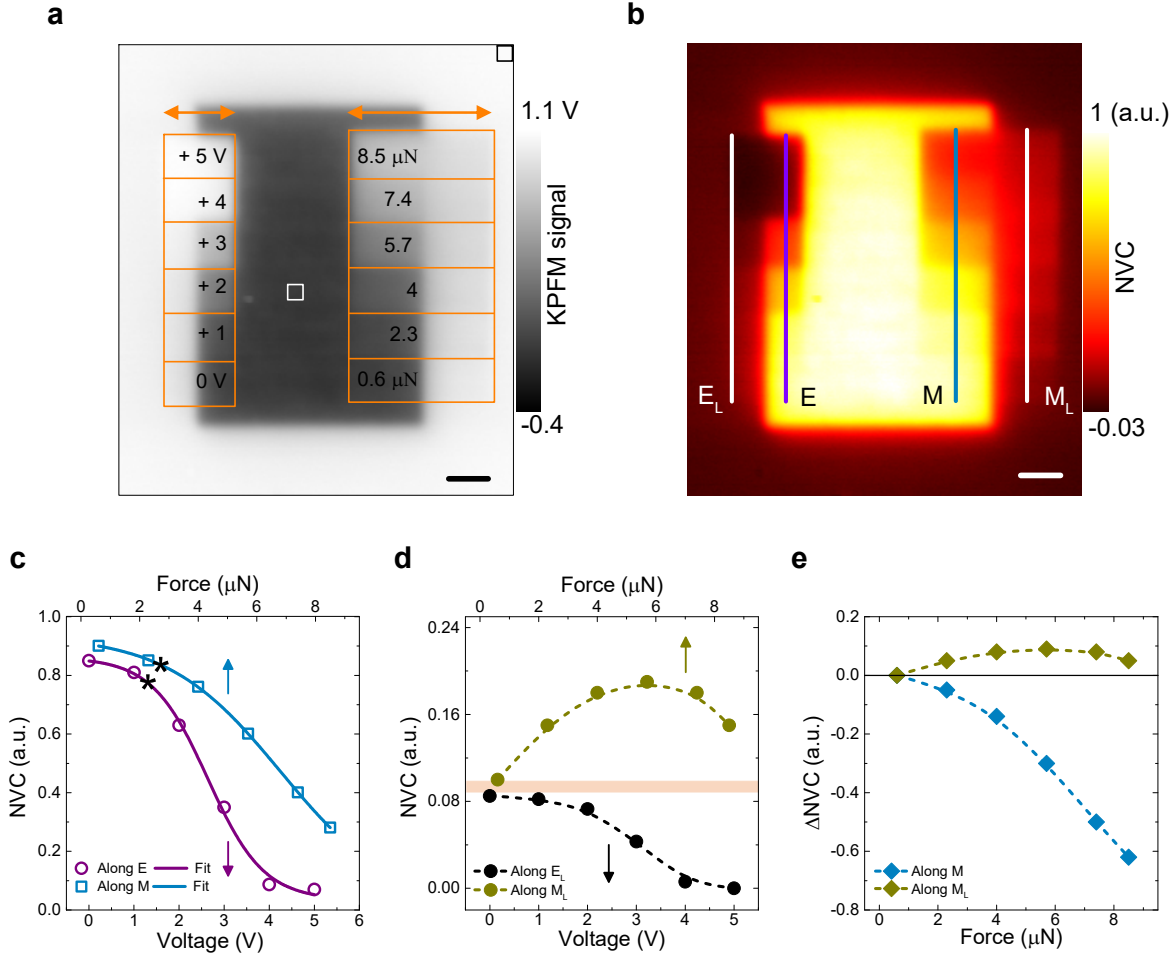 a
+ 5 V
+ 4
+ 3
+ 2
+ 1
0 V
8.5 μN
7.4
5.7
4
2.3
0.6 μN
1.1 V
KPFM signal
-0.4
b
1 (a.u.)
NVC
-0.03
E_L
E
M
M_L
c
Force (μN)
0 2 4 6 8
NVC (a.u.)
1.0
0.8
0.6
0.4
0.2
0.0
* *
Along E Fit
Along M Fit
0 1 2 3 4 5
Voltage (V)
d
Force (μN)
0 2 4 6 8
NVC (a.u.)
0.24
0.16
0.08
0.00
Along E_L
Along M_L
0 1 2 3 4 5
Voltage (V)
e
ΔNVC (a.u.)
0.2
0.0
-0.2
-0.4
-0.6
-0.8
Along M
Along M_L
0 2 4 6 8
Force (μN)